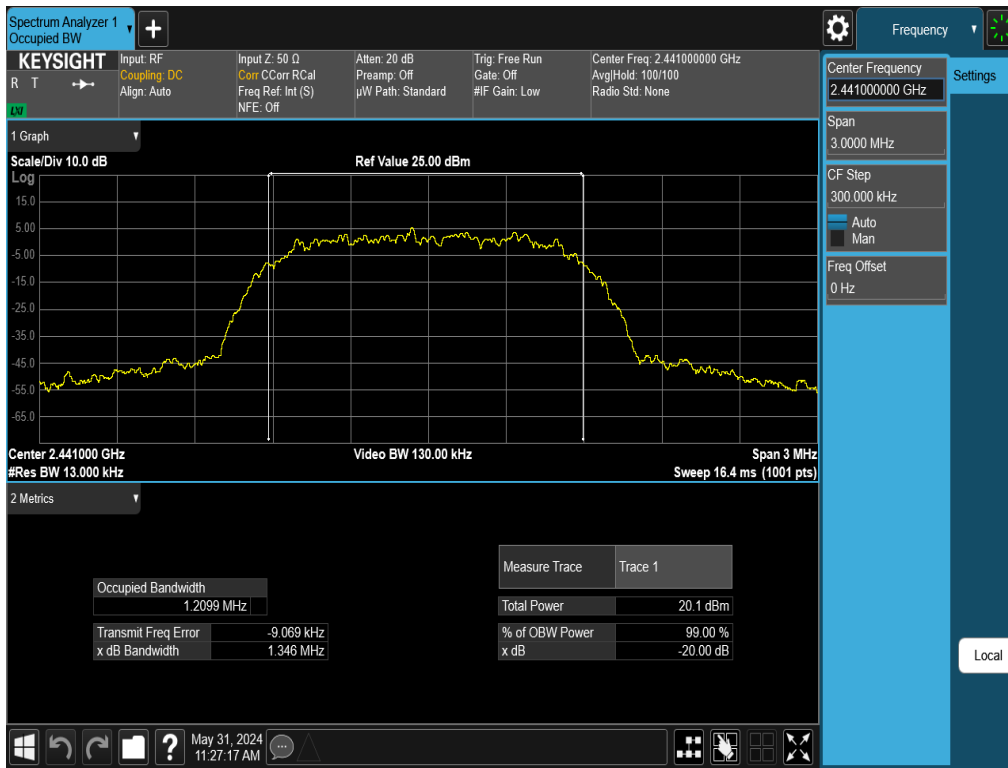 Spectrum Analyzer 1
Occupied BW
Frequency
KEYSIGHT
R T
LXI
Input: RF
Coupling: DC
Align: Auto
Input Z: 50 Ω
Corr CCorr RCal
Freq Ref: Int (S)
NFE: Off
Atten: 20 dB
Preamp: Off
µW Path: Standard
Trig: Free Run
Gate: Off
#IF Gain: Low
Center Freq: 2.441000000 GHz
Avg|Hold: 100/100
Radio Std: None
Center Frequency
2.441000000 GHz
Settings
Span
3.0000 MHz
CF Step
300.000 kHz
Auto
Man
Freq Offset
0 Hz
Local
1 Graph
Scale/Div 10.0 dB
Ref Value 25.00 dBm
Log
15.0
5.00
-5.00
-15.0
-25.0
-35.0
-45.0
-55.0
-65.0
Center 2.441000 GHz
Video BW 130.00 kHz
Span 3 MHz
#Res BW 13.000 kHz
Sweep 16.4 ms (1001 pts)
2 Metrics
Occupied Bandwidth
1.2099 MHz
Transmit Freq Error -9.069 kHz
x dB Bandwidth 1.346 MHz
Measure Trace Trace 1
Total Power 20.1 dBm
% of OBW Power 99.00 %
x dB -20.00 dB
?
May 31, 2024
11:27:17 AM